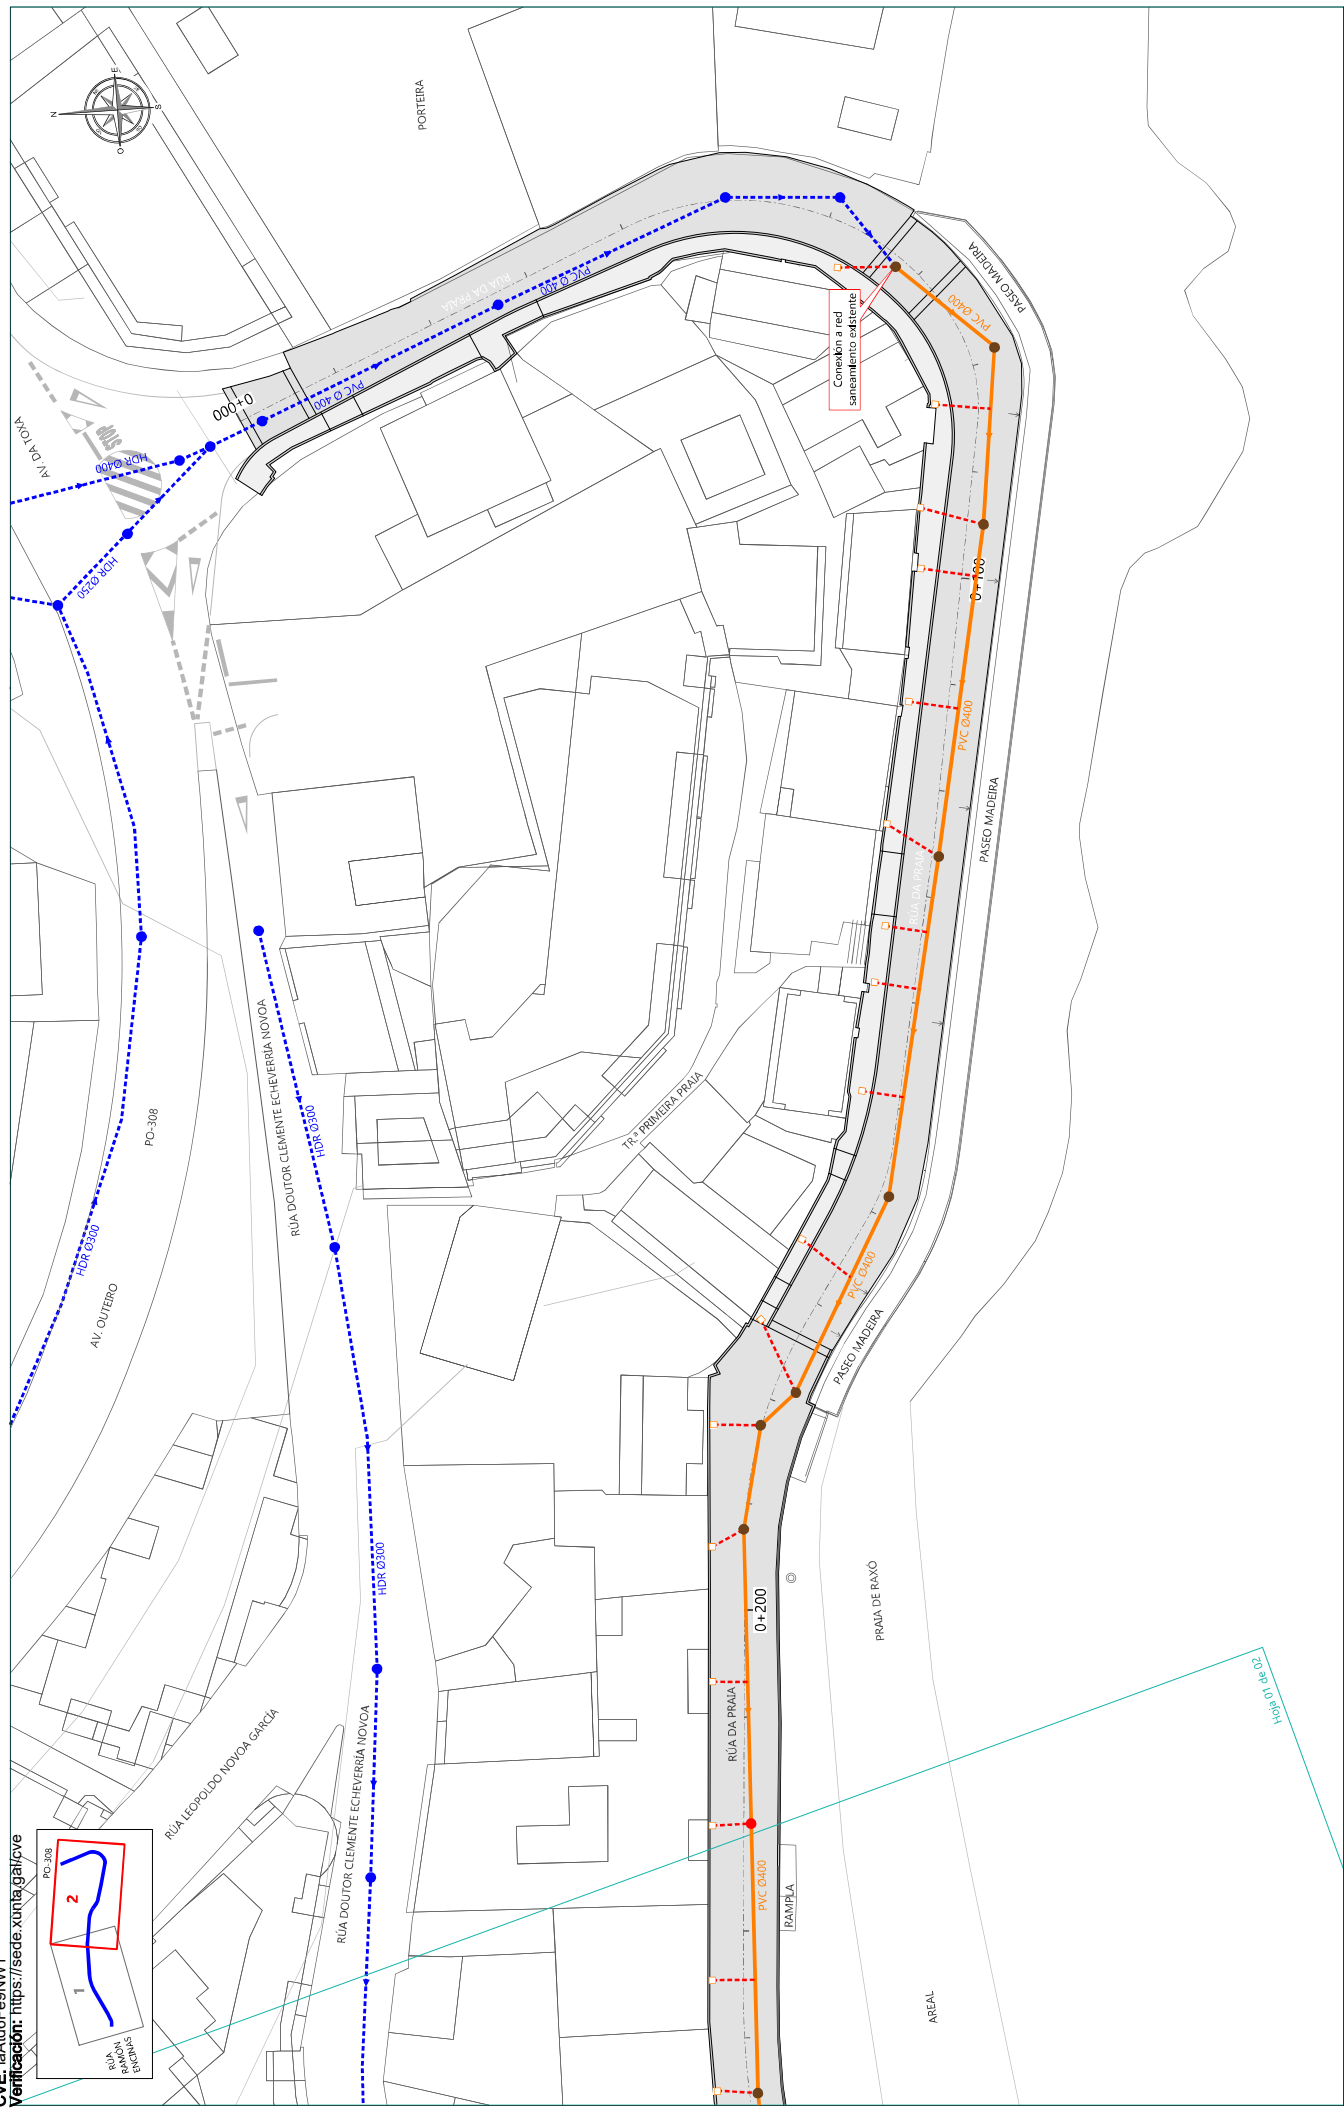 N
E
S
O
PORTEIRA
AV. DA TOXA
STOP
HDR Ø400
0+000
PVC Ø 400
RÚA DA PRAIA
PVC Ø 400
HDR Ø250
Conexión a red
saneamiento existente
PASEO MADEIRA
PVC Ø400
0+100
PVC Ø400
PASEO MADEIRA
RÚA DA PRAIA
PO-308
HDR Ø300
AV. OUTEIRO
RÚA DOUTOR CLEMENTE ECHEVERRÍA NOVOA
HDR Ø300
TR.ª PRIMEIRA PRAIA
PVC Ø400
PASEO MADEIRA
HDR Ø300
0+200
PRAIA DE RAXÓ
RÚA DA PRAIA
RÚA LEOPOLDO NOVOA GARCÍA
RÚA DOUTOR CLEMENTE ECHEVERRÍA NOVOA
Hoja 01 de 02
PVC Ø400
RAMPLA
AREAL
PO-308
2
1
RÚA
RAMÓN
ENCINAS
Verificación: https://sede.xunta.gal/cve